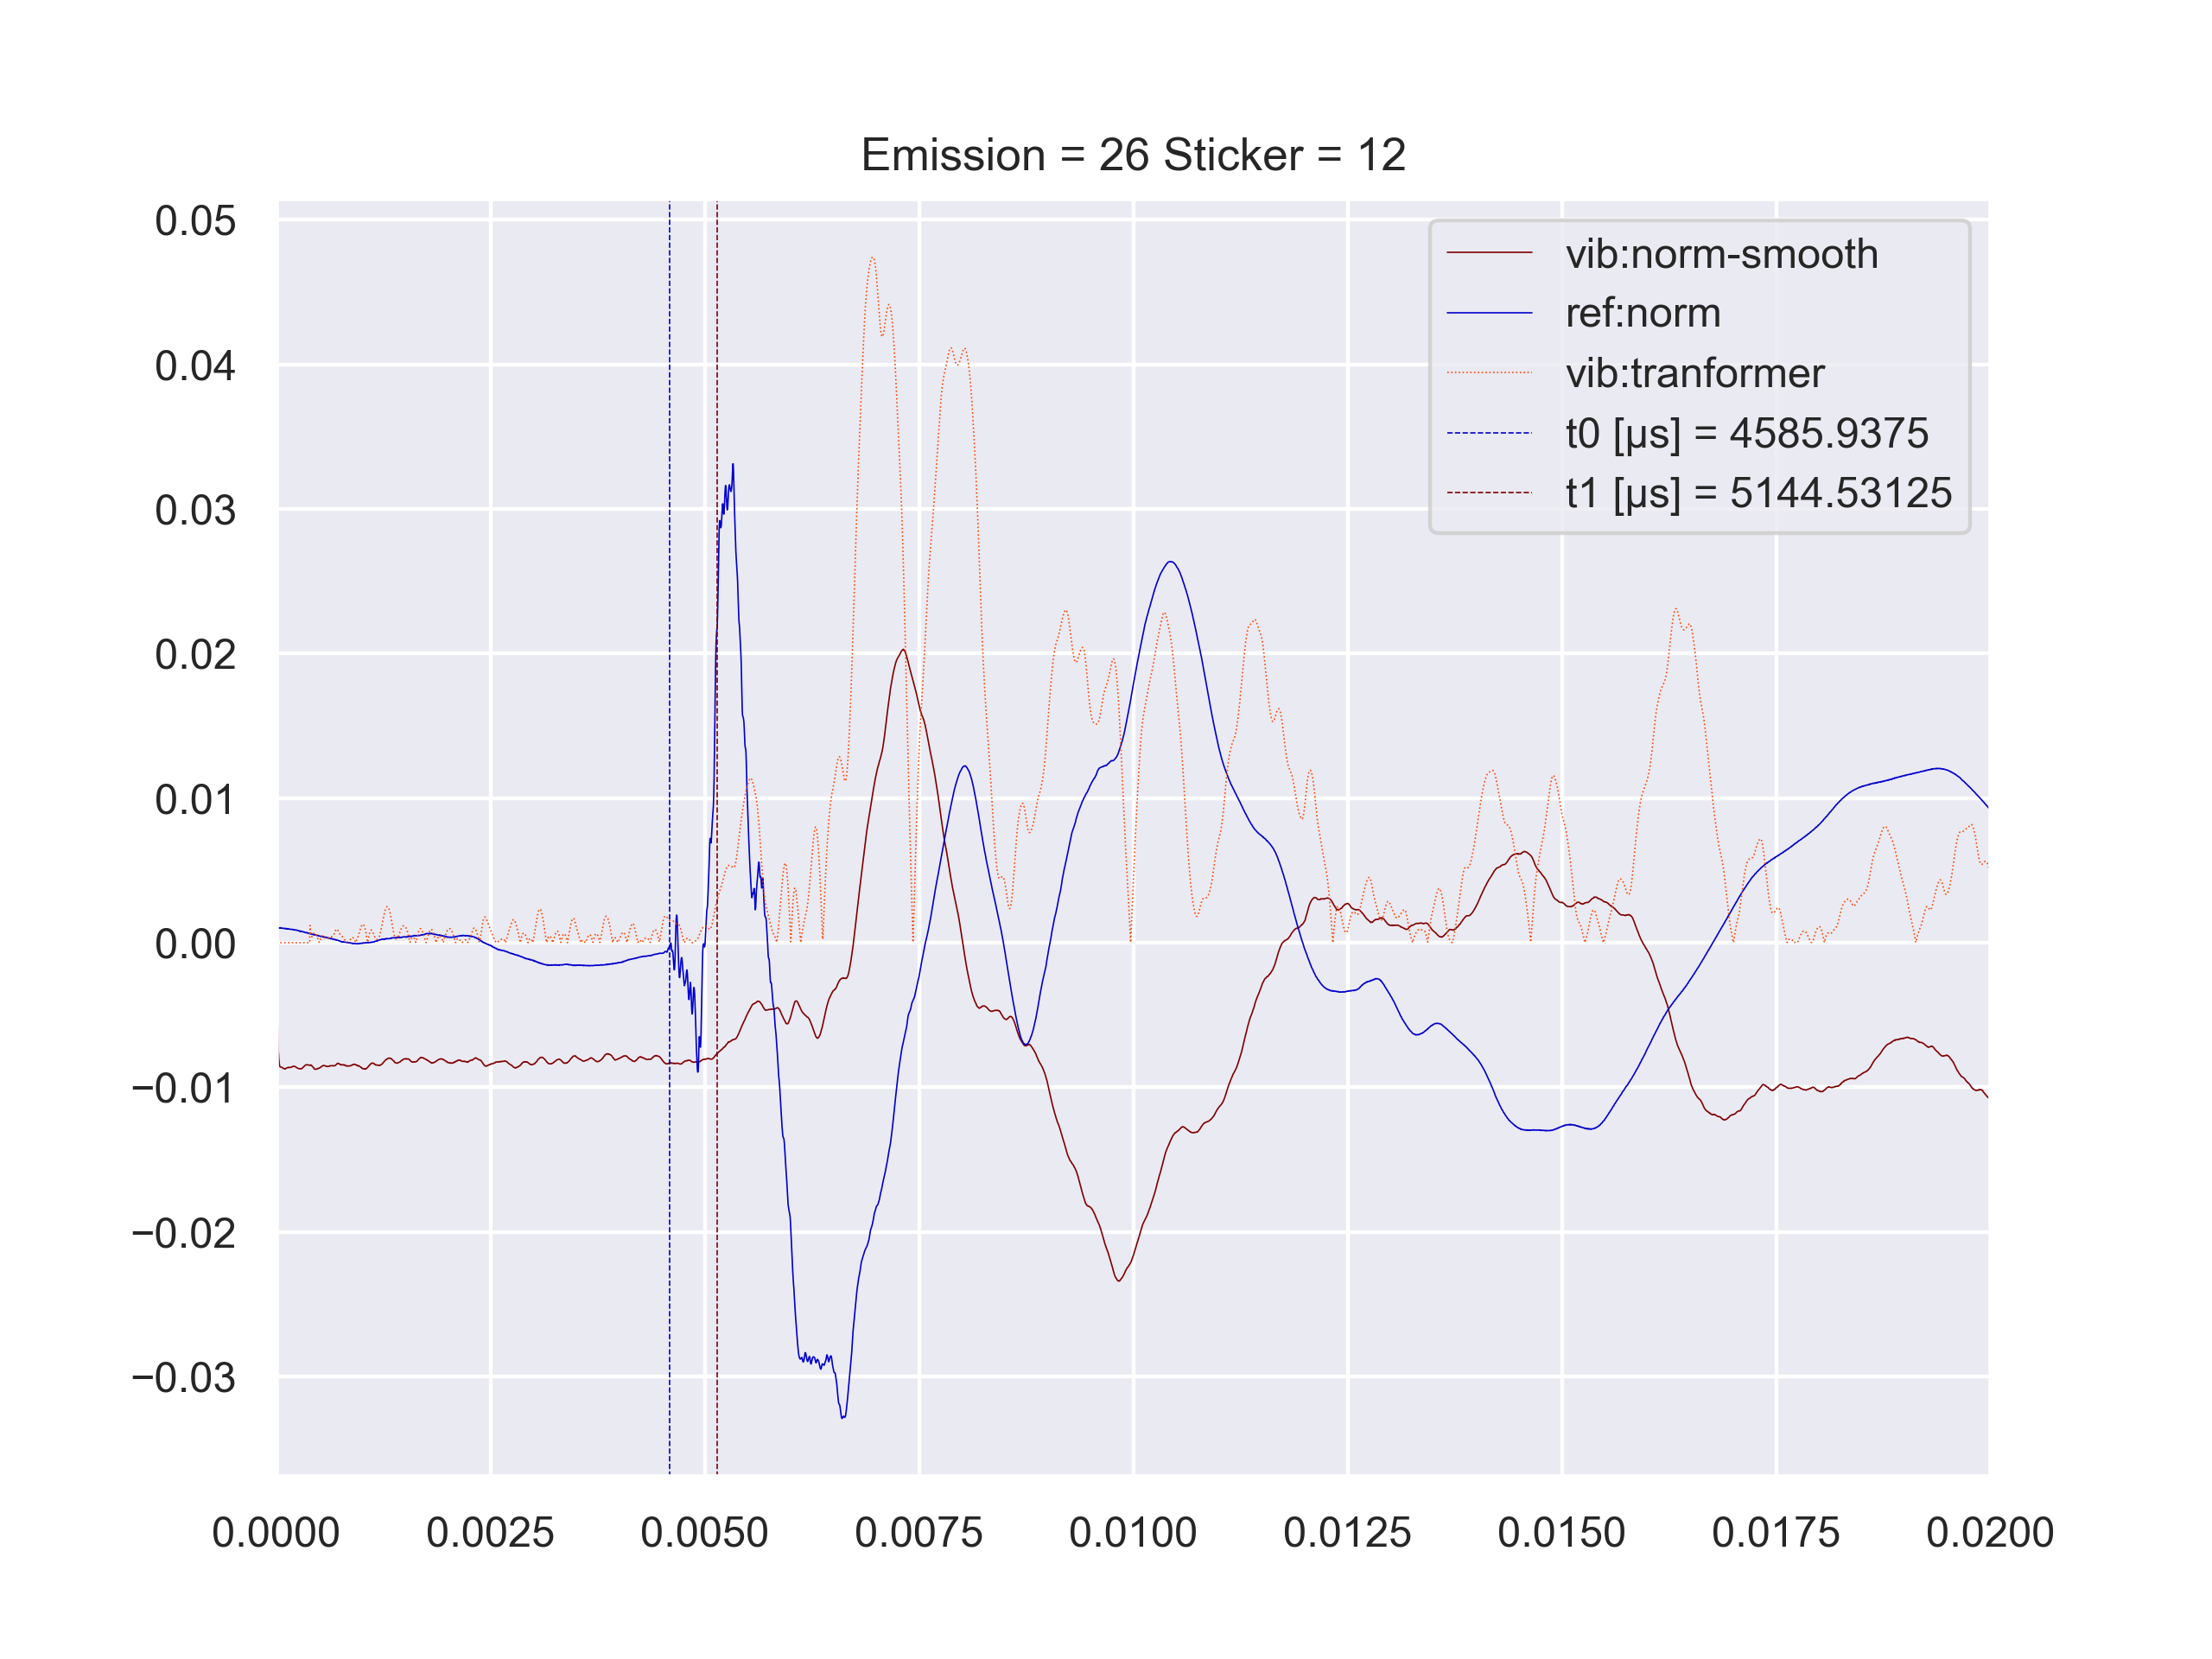 Emission = 26 Sticker = 12
0.05
0.04
0.03
0.02
0.01
0.00
−0.01
−0.02
−0.03
vib:norm-smooth
ref:norm
vib:tranformer
t0 [µs] = 4585.9375
t1 [µs] = 5144.53125
0.0000 0.0025 0.0050 0.0075 0.0100 0.0125 0.0150 0.0175 0.0200